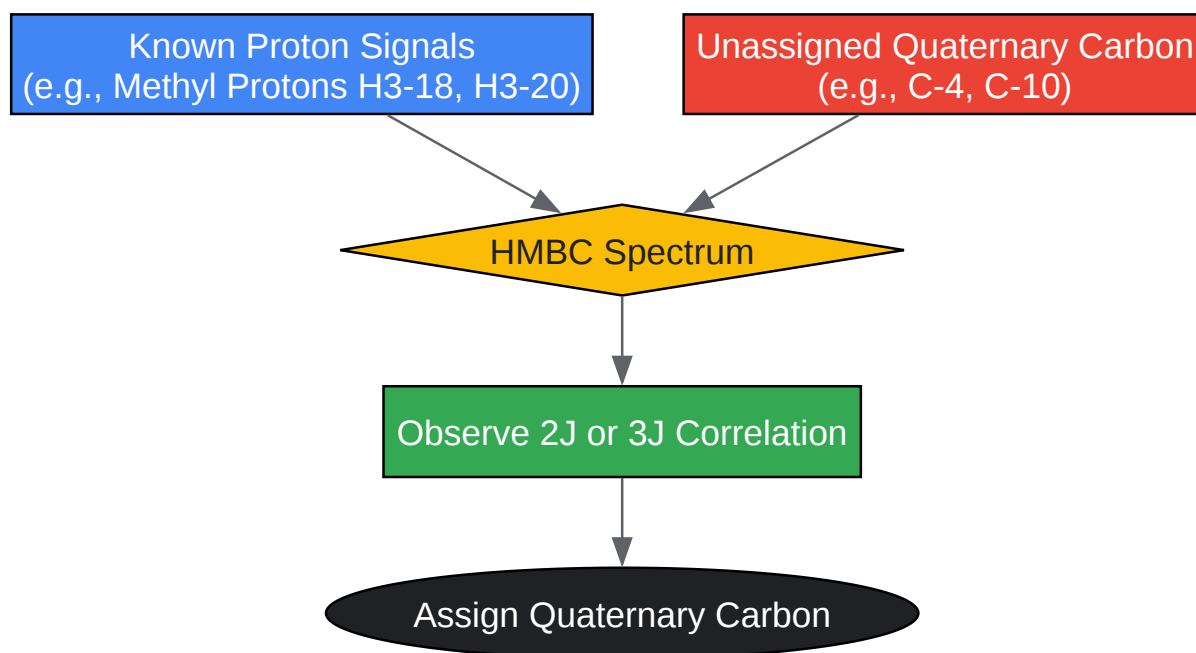 Known Proton Signals
(e.g., Methyl Protons H3-18, H3-20)
Unassigned Quaternary Carbon
(e.g., C-4, C-10)
HMBC Spectrum
Observe 2J or 3J Correlation
Assign Quaternary Carbon